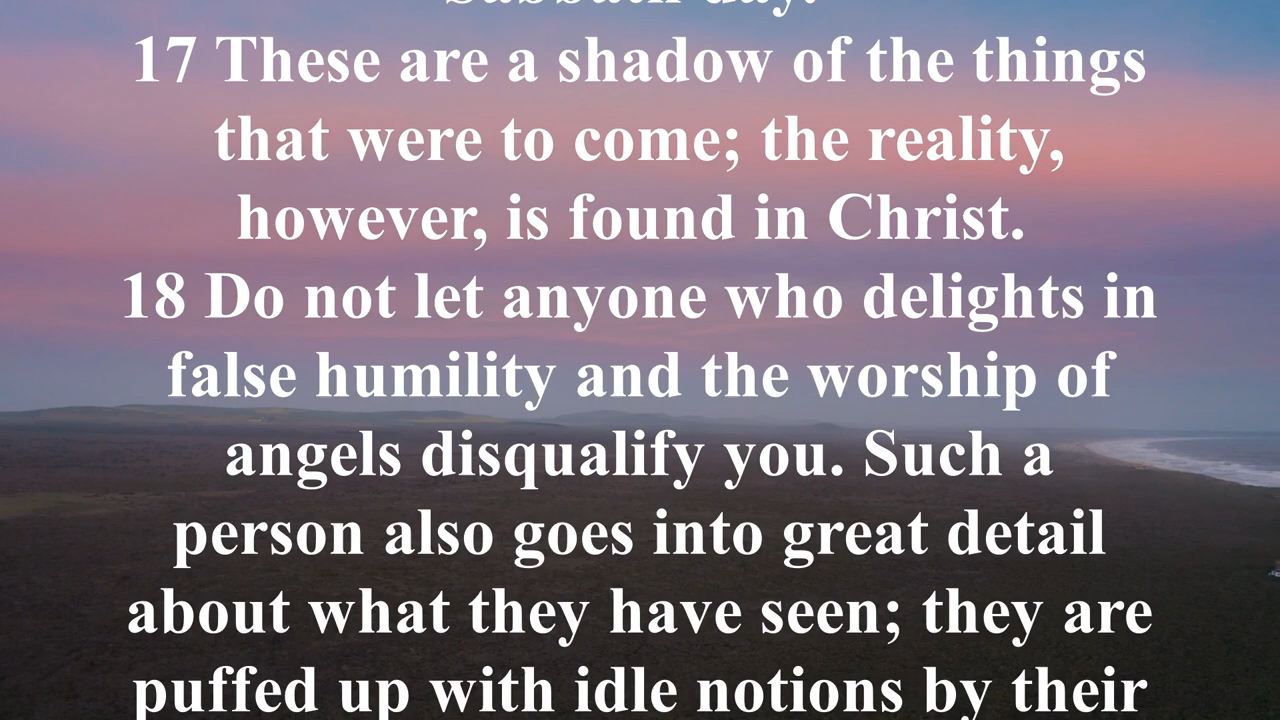 Sabbath day.
17 These are a shadow of the things
that were to come; the reality,
however, is found in Christ.
18 Do not let anyone who delights in
false humility and the worship of
angels disqualify you. Such a
person also goes into great detail
about what they have seen; they are
puffed up with idle notions by their